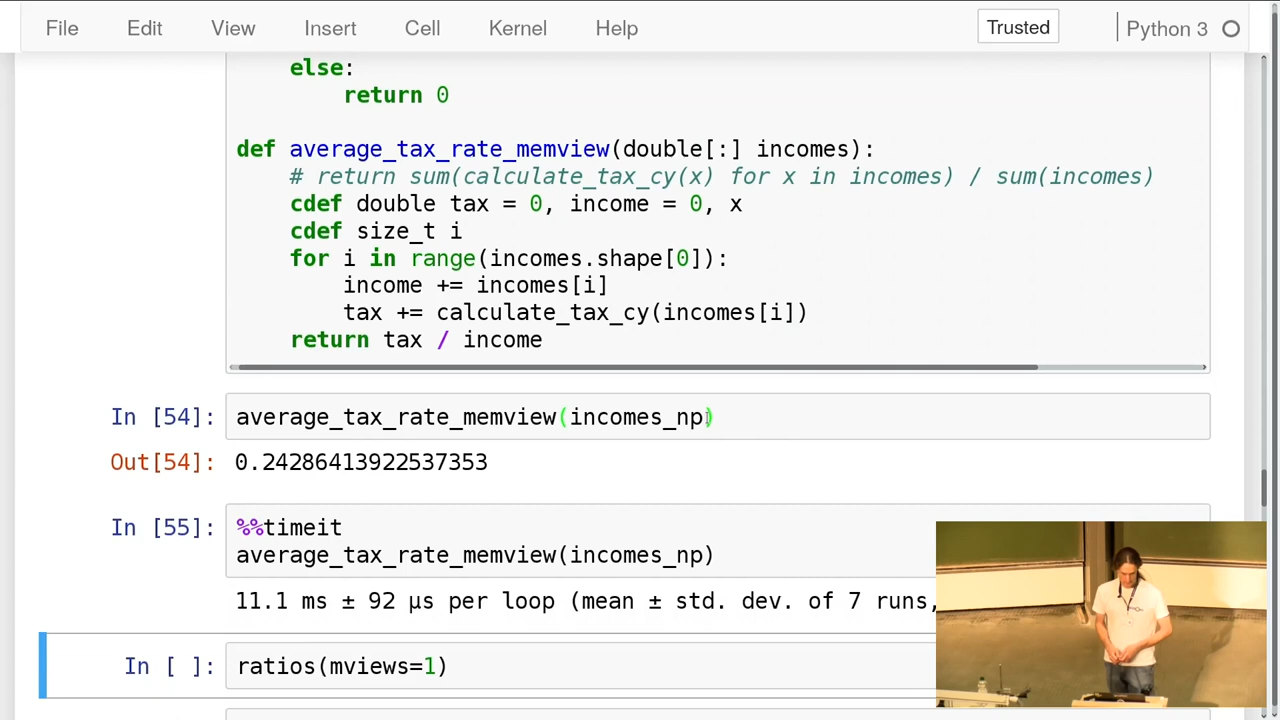 File Edit View Insert Cell Kernel Help Trusted Python 3
else:
return 0
def average_tax_rate_memview(double[:] incomes):
# return sum(calculate_tax_cy(x) for x in incomes) / sum(incomes)
cdef double tax = 0, income = 0, x
cdef size_t i
for i in range(incomes.shape[0]):
income += incomes[i]
tax += calculate_tax_cy(incomes[i])
return tax / income
In [54]: average_tax_rate_memview(incomes_np)
Out[54]: 0.24286413922537353
In [55]: %%timeit
average_tax_rate_memview(incomes_np)
11.1 ms ± 92 µs per loop (mean ± std. dev. of 7 runs,
In [ ]: ratios(mviews=1)